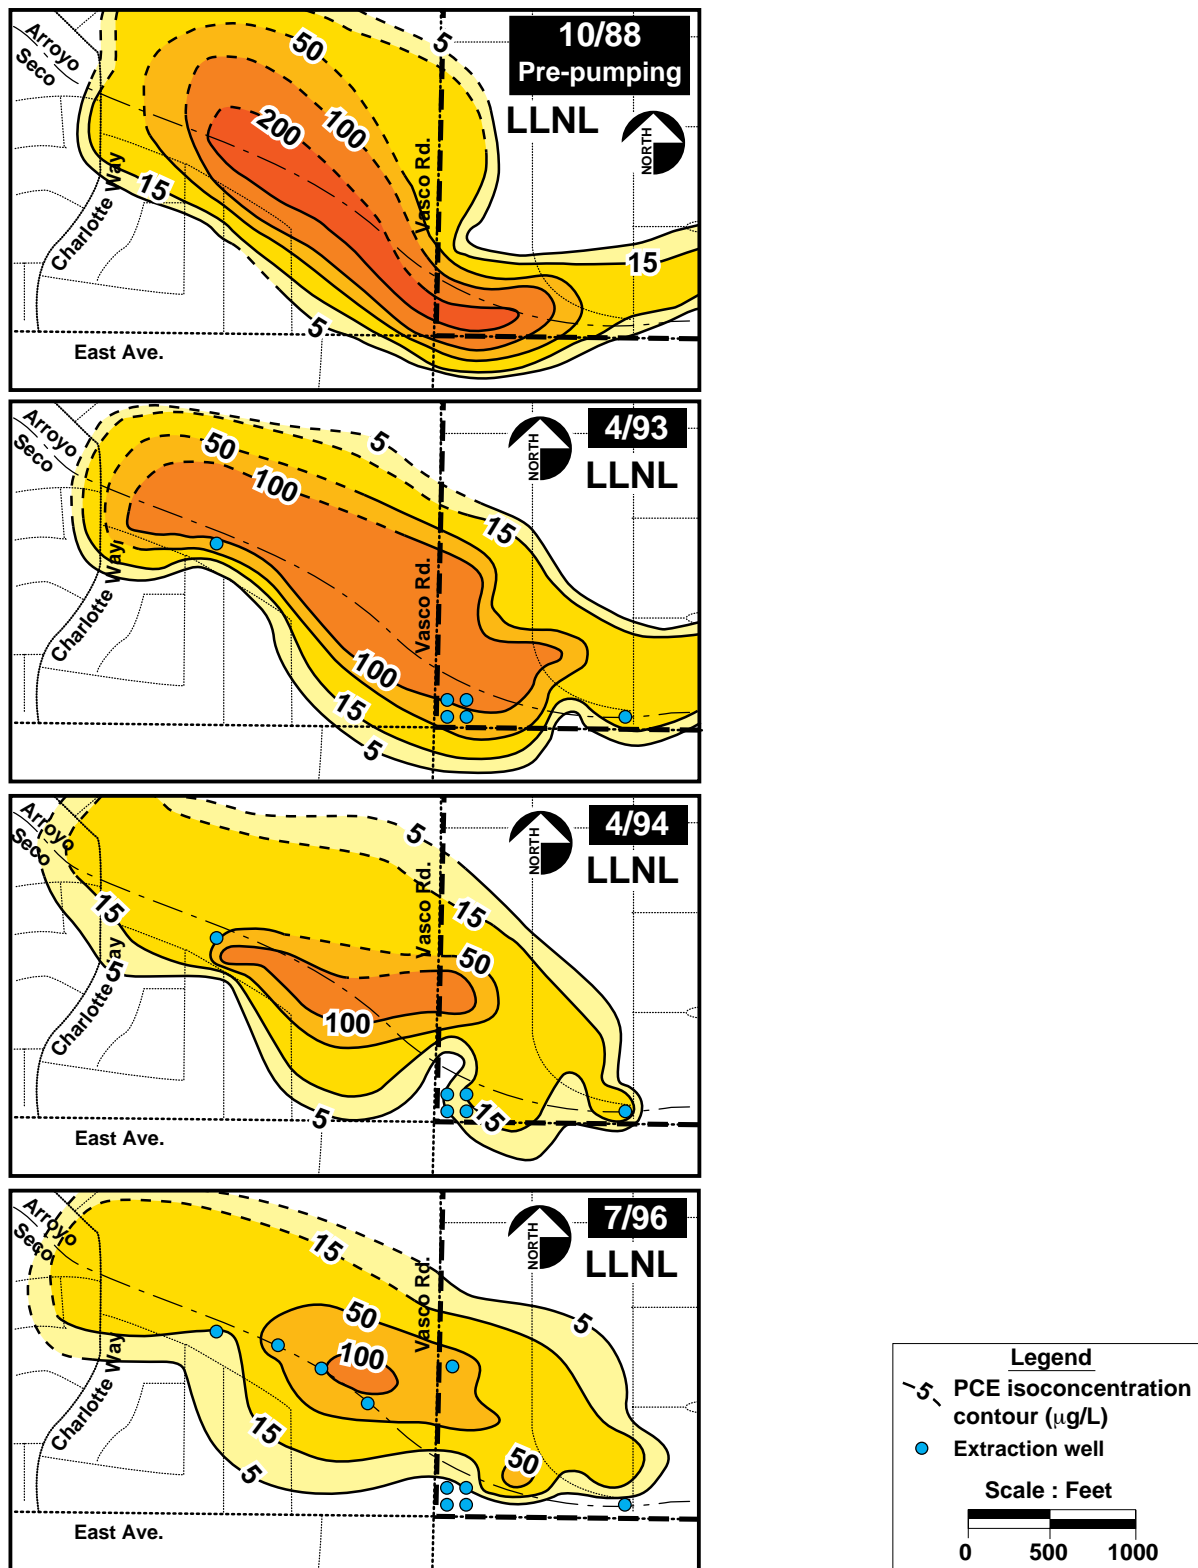 10/88
Pre-pumping
LLNL
NORTH
Arroyo
Seco
50
5
100
200
15
Charlotte Way
Vasco Rd.
15
5
East Ave.
4/93
LLNL
NORTH
Arroyo
Seco
50
5
100
15
Charlotte Way
Vasco Rd.
100
15
5
4/94
LLNL
NORTH
Arroyo
Seco
5
15
15
Vasco Rd.
50
5
Charlotte Way
100
5
15
East Ave.
7/96
LLNL
NORTH
Arroyo
Seco
15
Vasco Rd.
50
5
100
Charlotte Way
15
5
50
East Ave.
Legend
5 PCE isoconcentration
contour (µg/L)
Extraction well
Scale : Feet
0 500 1000